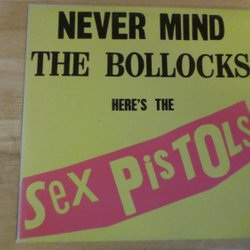 NEVER MIND
THE BOLLOCKS
HERE'S THE
Sex PiSTOLS